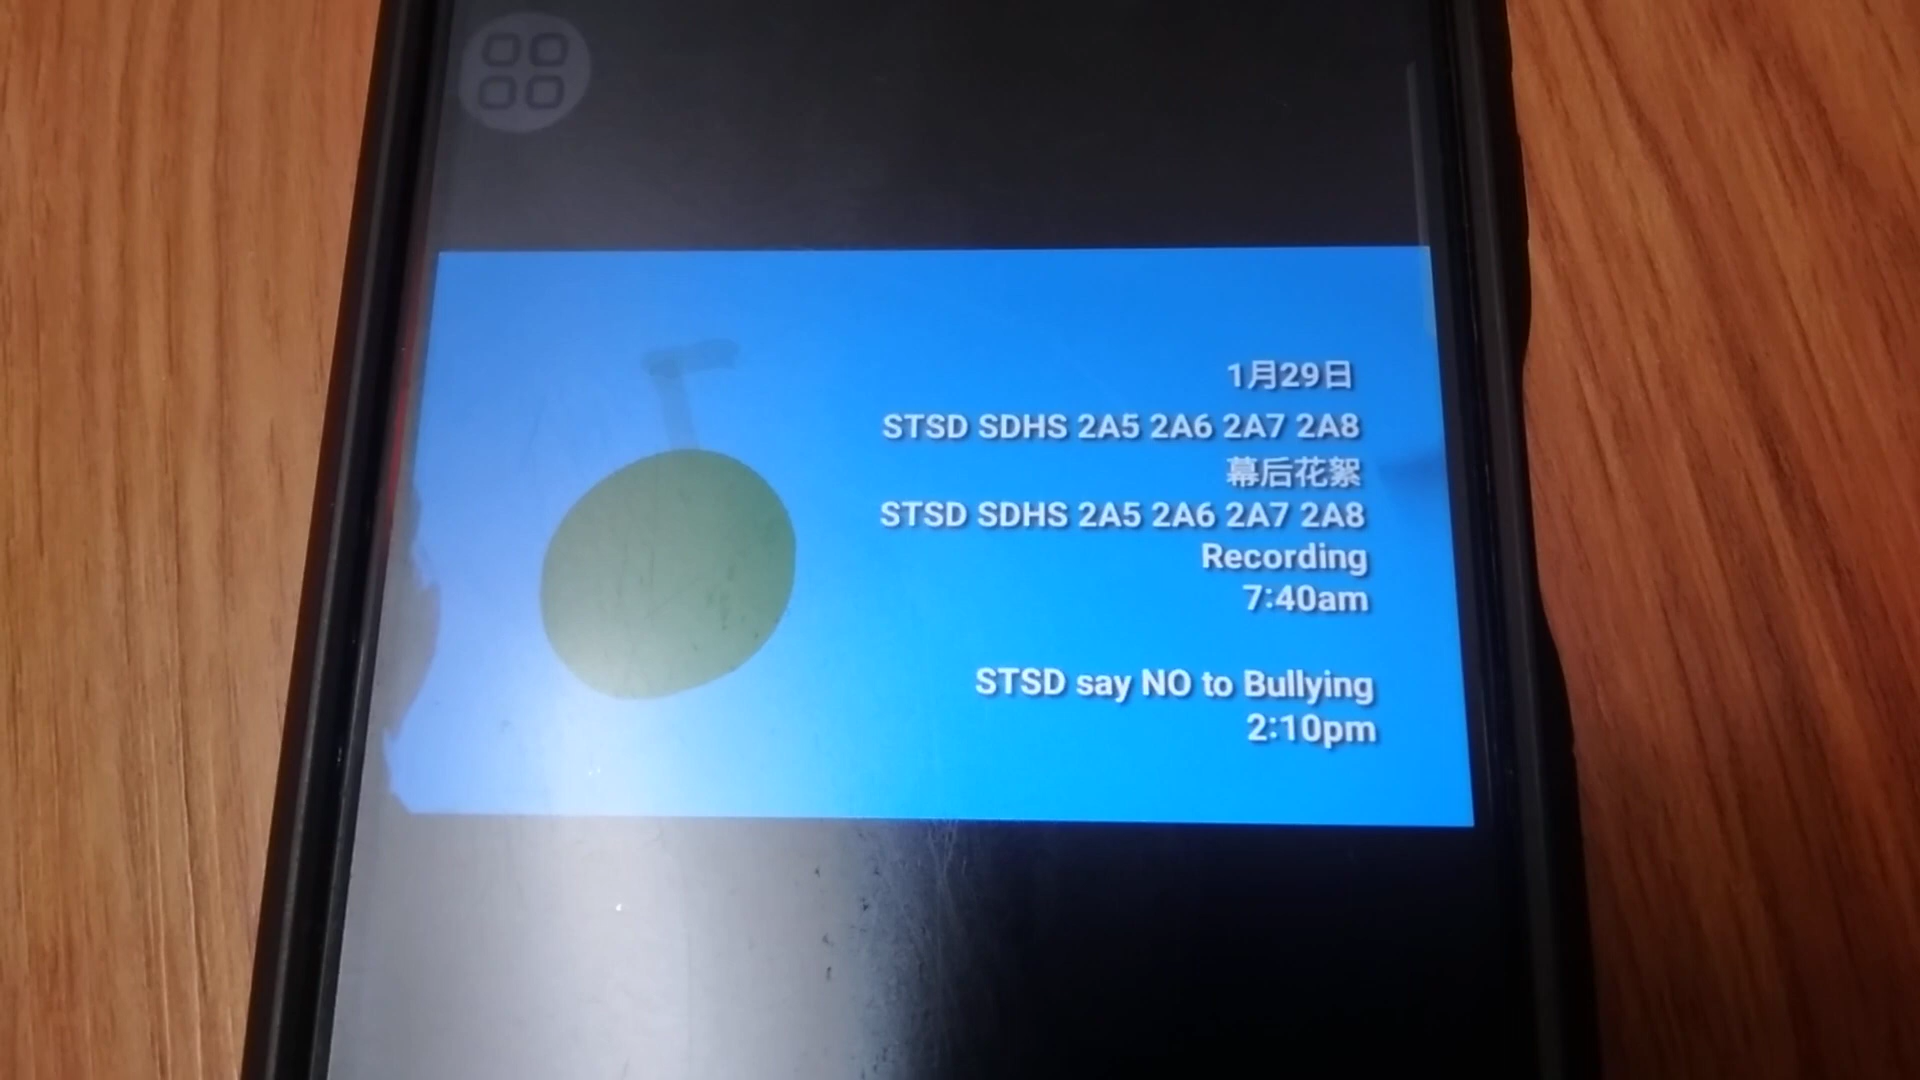 1月29日
STSD SDHS 2A5 2A6 2A7 2A8
幕后花絮
STSD SDHS 2A5 2A6 2A7 2A8
Recording
7:40am
STSD say NO to Bullying
2:10pm